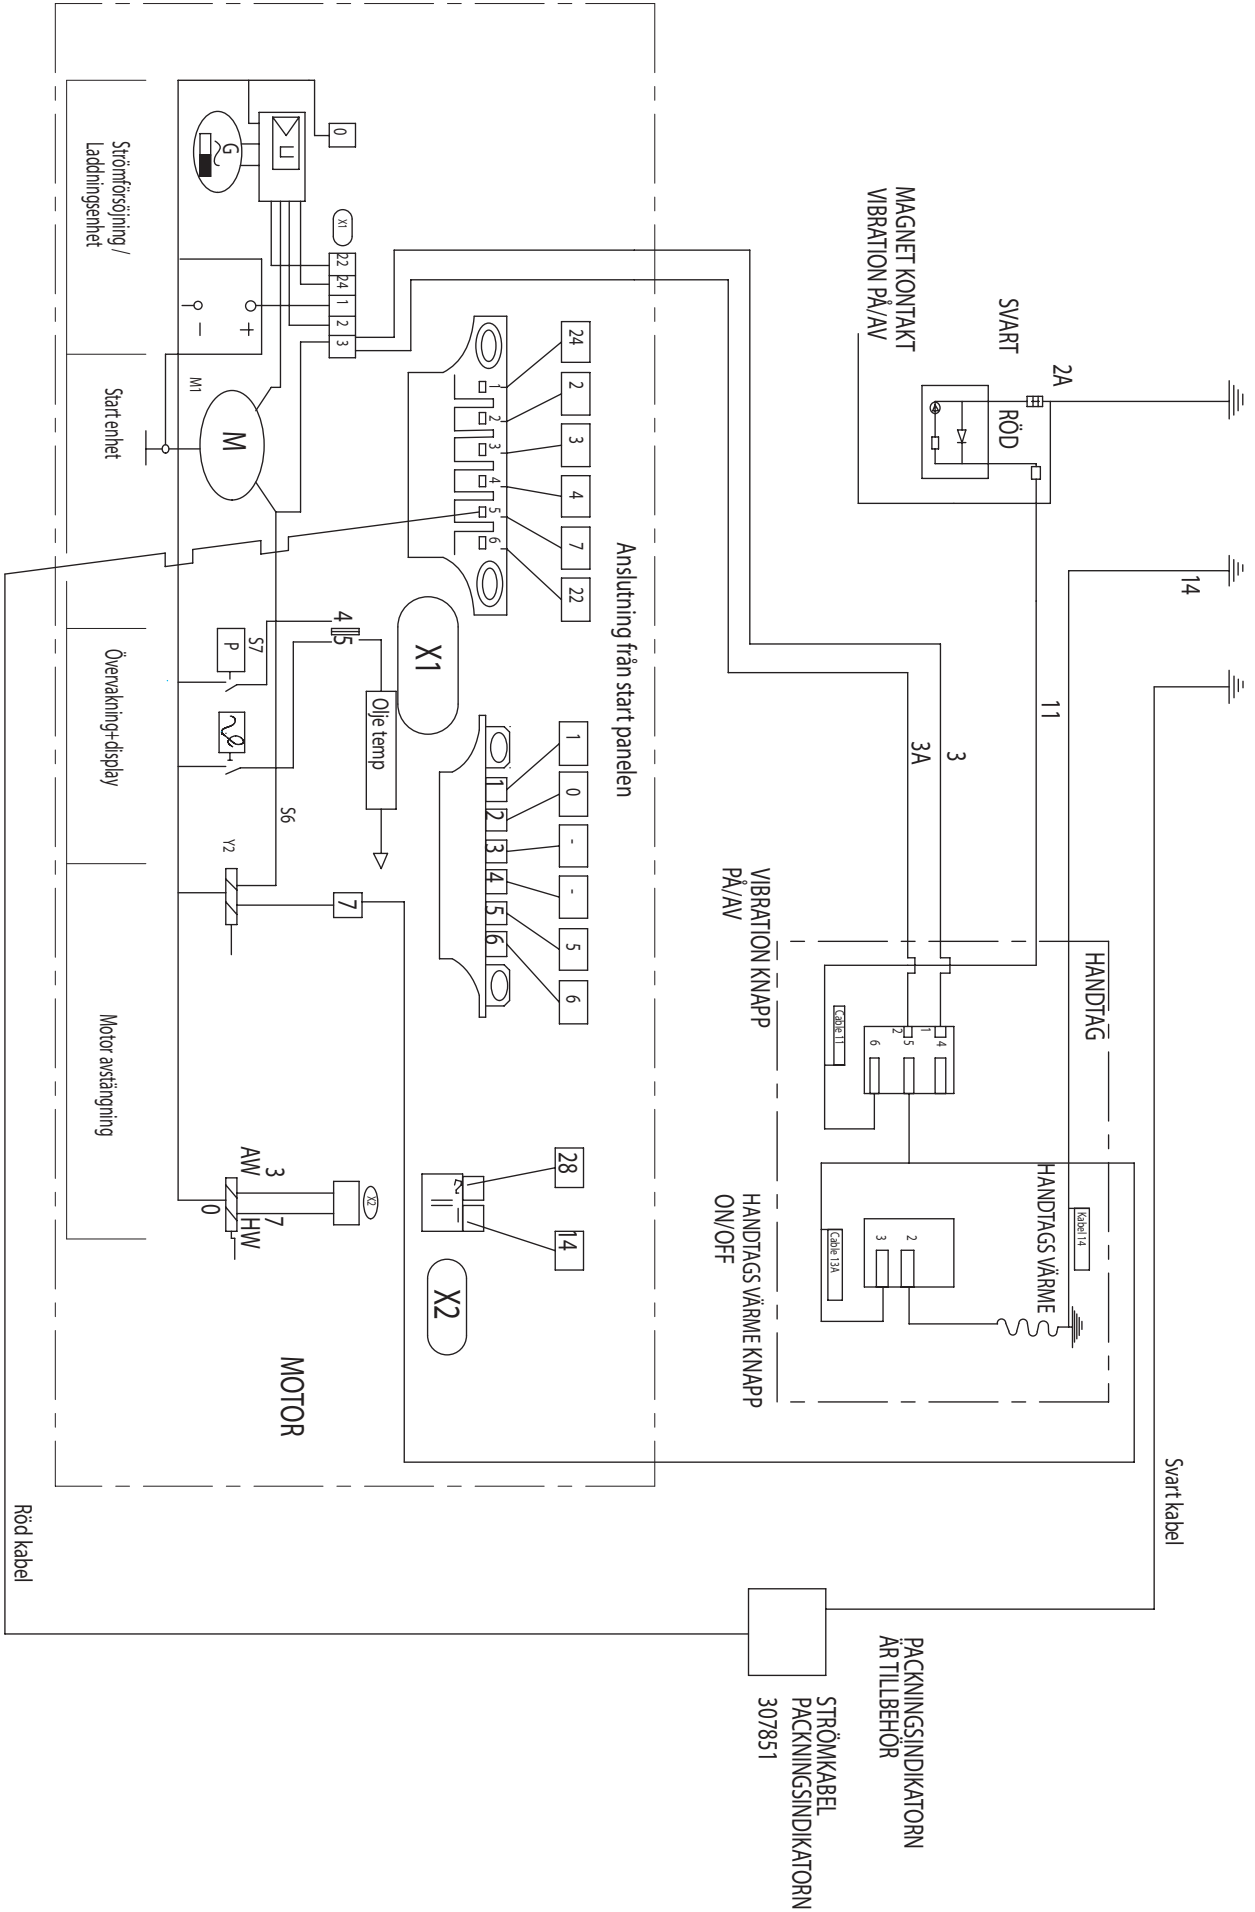 MAGNET KONTAKT
VIBRATION PÅ/AV
SVART
2A
RÖD
14
11
3
3A
HANDTAG
VIBRATION KNAPP
PÅ/AV
Cable 11
1
2
4
5
6
HANDTAGS VÄRME KNAPP
ON/OFF
HANDTAGS VÄRME
Kabel 14
Cable 13A
2
3
Svart kabel
PACKNINGSINDIKATORN
ÄR TILLBEHÖR
STRÖMKABEL
PACKNINGSINDIKATORN
307851
Röd kabel
Anslutning från start panelen
24
2
3
4
7
22
1
2
3
4
5
6
X1
1
0
-
-
5
6
1
2
3
4
5
6
28
14
2
1
X2
MOTOR
0
U
G
X1
22
24
1
2
3
+
-
M1
M
4
5
Olje temp
S7
P
S6
Y2
7
X2
3
AW
7
HW
0
Strömförsöjning /
Laddningsenhet
Start enhet
Övervakning+display
Motor avstängning